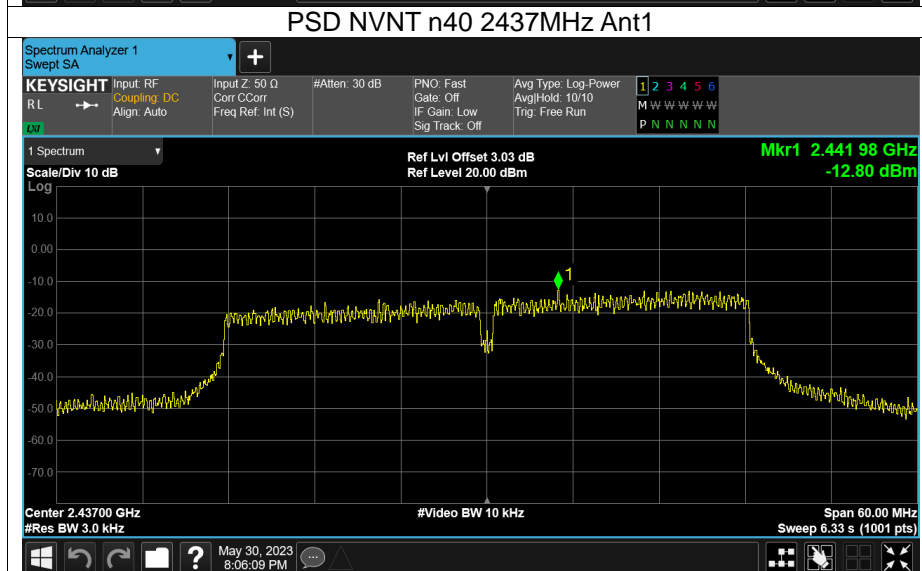 PSD NVNT n40 2437MHz Ant1
Spectrum Analyzer 1
Swept SA
+
KEYSIGHT
RL
LXI
Input: RF
Coupling: DC
Align: Auto
Input Z: 50 Ω
Corr CCorr
Freq Ref: Int (S)
#Atten: 30 dB
PNO: Fast
Gate: Off
IF Gain: Low
Sig Track: Off
Avg Type: Log-Power
Avg|Hold: 10/10
Trig: Free Run
1 2 3 4 5 6
M W W W W W
P N N N N N
1 Spectrum
Scale/Div 10 dB
Log
Ref Lvl Offset 3.03 dB
Ref Level 20.00 dBm
Mkr1 2.441 98 GHz
-12.80 dBm
10.0
0.00
-10.0
-20.0
-30.0
-40.0
-50.0
-60.0
-70.0
1
Center 2.43700 GHz
#Res BW 3.0 kHz
#Video BW 10 kHz
Span 60.00 MHz
Sweep 6.33 s (1001 pts)
?
May 30, 2023
8:06:09 PM